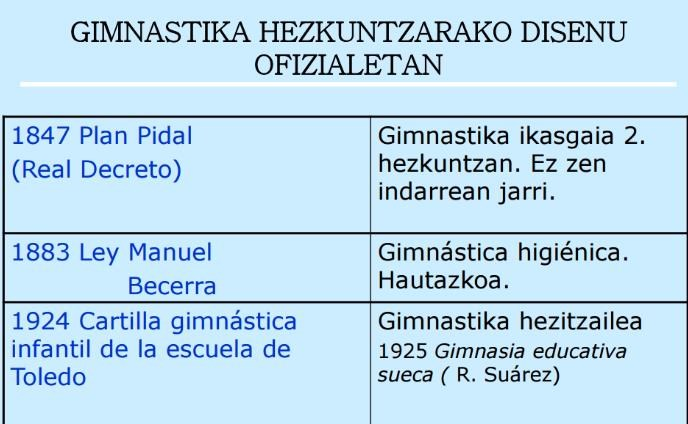 GIMNASTIKA HEZKUNTZARAKO DISENU
OFIZIALETAN
1847 Plan Pidal
(Real Decreto)
Gimnastika ikasgaia 2.
hezkuntzan. Ez zen
indarrean jarri.
1883 Ley Manuel
Becerra
Gimnástica higiénica.
Hautazkoa.
1924 Cartilla gimnástica
infantil de la escuela de
Toledo
Gimnastika hezitzailea
1925 Gimnasia educativa
sueca ( R. Suárez)